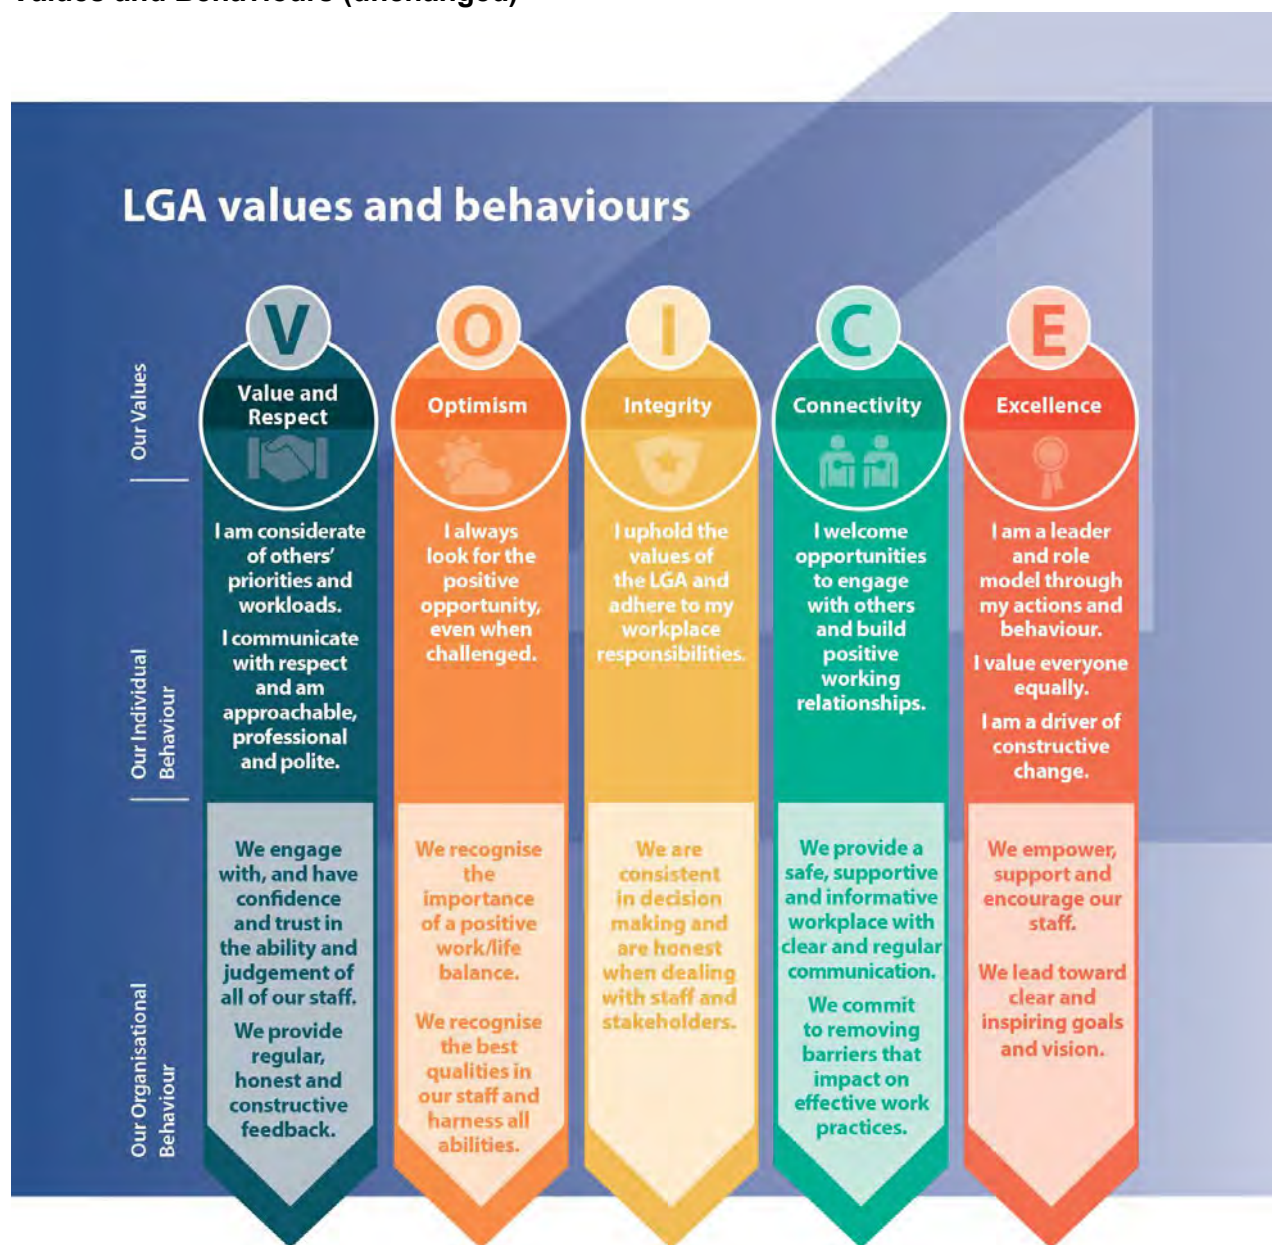 Values and Behaviours (unchanged)
LGA values and behaviours
Our Values
Our Individual
Behaviour
Our Organisational
Behaviour
V
Value and
Respect
I am considerate
of others'
priorities and
workloads.
I communicate
with respect
and am
approachable,
professional
and polite.
We engage
with, and have
confidence
and trust in
the ability and
judgement of
all of our staff.
We provide
regular,
honest and
constructive
feedback.
O
Optimism
I always
look for the
positive
opportunity,
even when
challenged.
We recognise
the
importance
of a positive
work/life
balance.
We recognise
the best
qualities in
our staff and
harness all
abilities.
I
Integrity
I uphold the
values of
the LGA and
adhere to my
workplace
responsibilities.
We are
consistent
in decision
making and
are honest
when dealing
with staff and
stakeholders.
C
Connectivity
I welcome
opportunities
to engage
with others
and build
positive
working
relationships.
We provide a
safe, supportive
and informative
workplace with
clear and regular
communication.
We commit
to removing
barriers that
impact on
effective work
practices.
E
Excellence
I am a leader
and role
model through
my actions and
behaviour.
I value everyone
equally.
I am a driver of
constructive
change.
We empower,
support and
encourage our
staff.
We lead toward
clear and
inspiring goals
and vision.